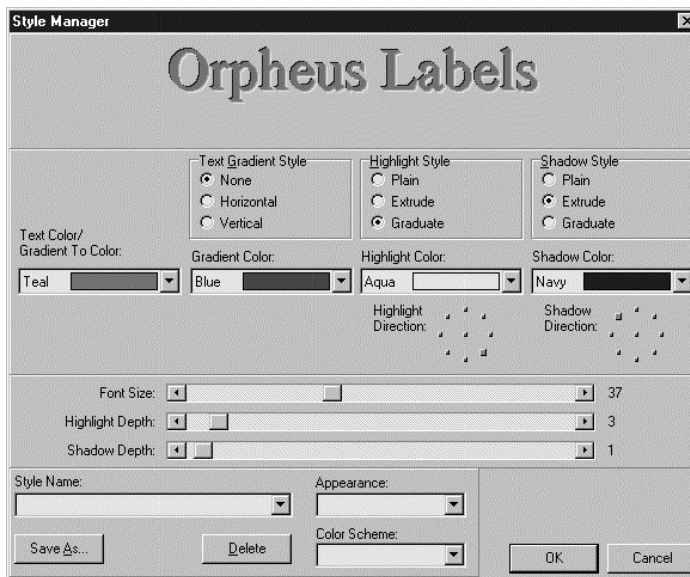 Style Manager
Orpheus Labels
Text Gradient Style
None
Horizontal
Vertical
Highlight Style
Plain
Extrude
Graduate
Shadow Style
Plain
Extrude
Graduate
Text Color/
Gradient To Color:
Teal
Gradient Color:
Blue
Highlight Color:
Aqua
Shadow Color:
Navy
Highlight
Direction:
Shadow
Direction:
Font Size: 37
Highlight Depth: 3
Shadow Depth: 1
Style Name:
Appearance:
Save As...
Delete
Color Scheme:
OK
Cancel